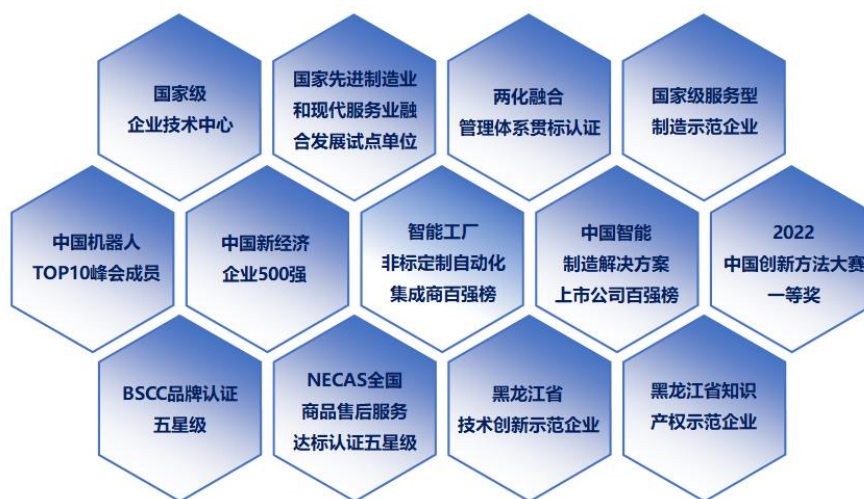 国家级
企业技术中心
国家先进制造业
和现代服务业融
合发展试点单位
两化融合
管理体系贯标认证
国家级服务型
制造示范企业
中国机器人
TOP10峰会成员
中国新经济
企业500强
智能工厂
非标定制自动化
集成商百强榜
中国智能
制造解决方案
上市公司百强榜
2022
中国创新方法大赛
一等奖
BSCC品牌认证
五星级
NECAS全国
商品售后服务
达标认证五星级
黑龙江省
技术创新示范企业
黑龙江省知识
产权示范企业